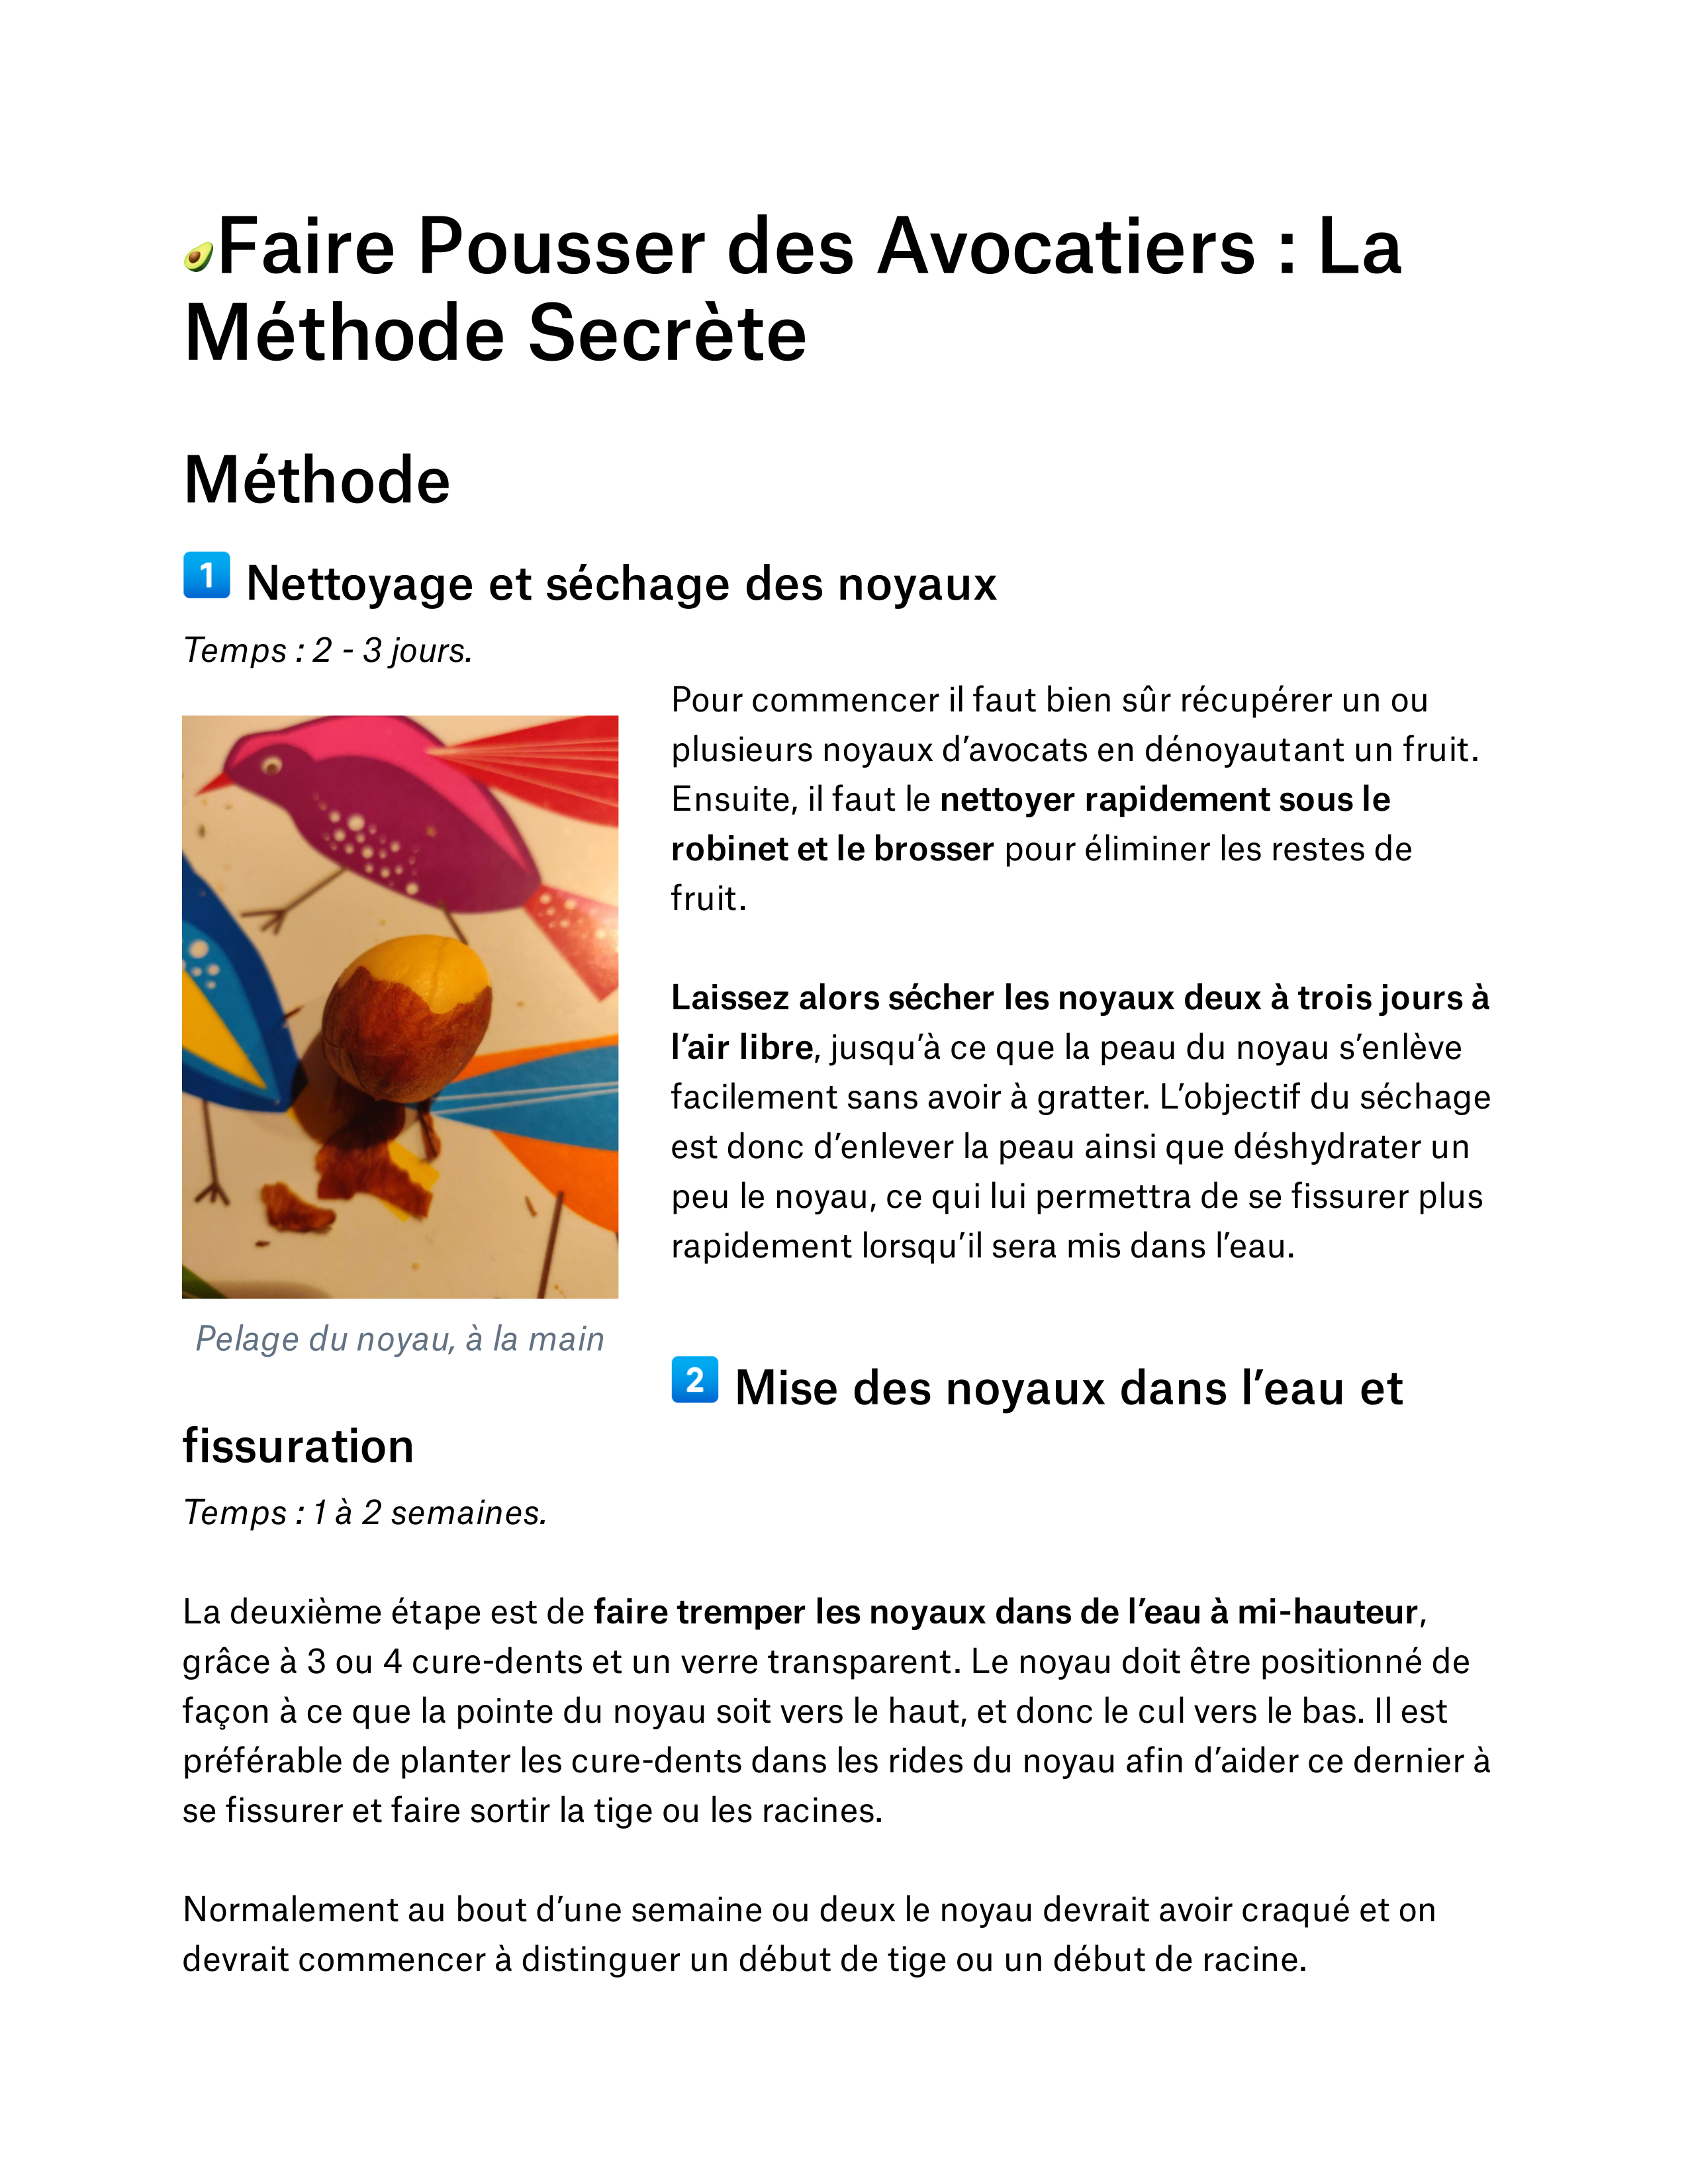 🥑Faire Pousser des Avocatiers : La
Méthode Secrète
Méthode
1️⃣ Nettoyage et séchage des noyaux
Temps : 2 - 3 jours.
Pour commencer il faut bien sûr récupérer un ou
plusieurs noyaux d’avocats en dénoyautant un fruit.
Ensuite, il faut le nettoyer rapidement sous le
robinet et le brosser pour éliminer les restes de
fruit.
Laissez alors sécher les noyaux deux à trois jours à
l’air libre, jusqu’à ce que la peau du noyau s’enlève
facilement sans avoir à gratter. L’objectif du séchage
est donc d’enlever la peau ainsi que déshydrater un
peu le noyau, ce qui lui permettra de se fissurer plus
rapidement lorsqu’il sera mis dans l’eau.
Pelage du noyau, à la main
2️⃣ Mise des noyaux dans l’eau et
fissuration
Temps : 1 à 2 semaines.
La deuxième étape est de faire tremper les noyaux dans de l’eau à mi-hauteur,
grâce à 3 ou 4 cure-dents et un verre transparent. Le noyau doit être positionné de
façon à ce que la pointe du noyau soit vers le haut, et donc le cul vers le bas. Il est
préférable de planter les cure-dents dans les rides du noyau afin d’aider ce dernier à
se fissurer et faire sortir la tige ou les racines.
Normalement au bout d’une semaine ou deux le noyau devrait avoir craqué et on
devrait commencer à distinguer un début de tige ou un début de racine.